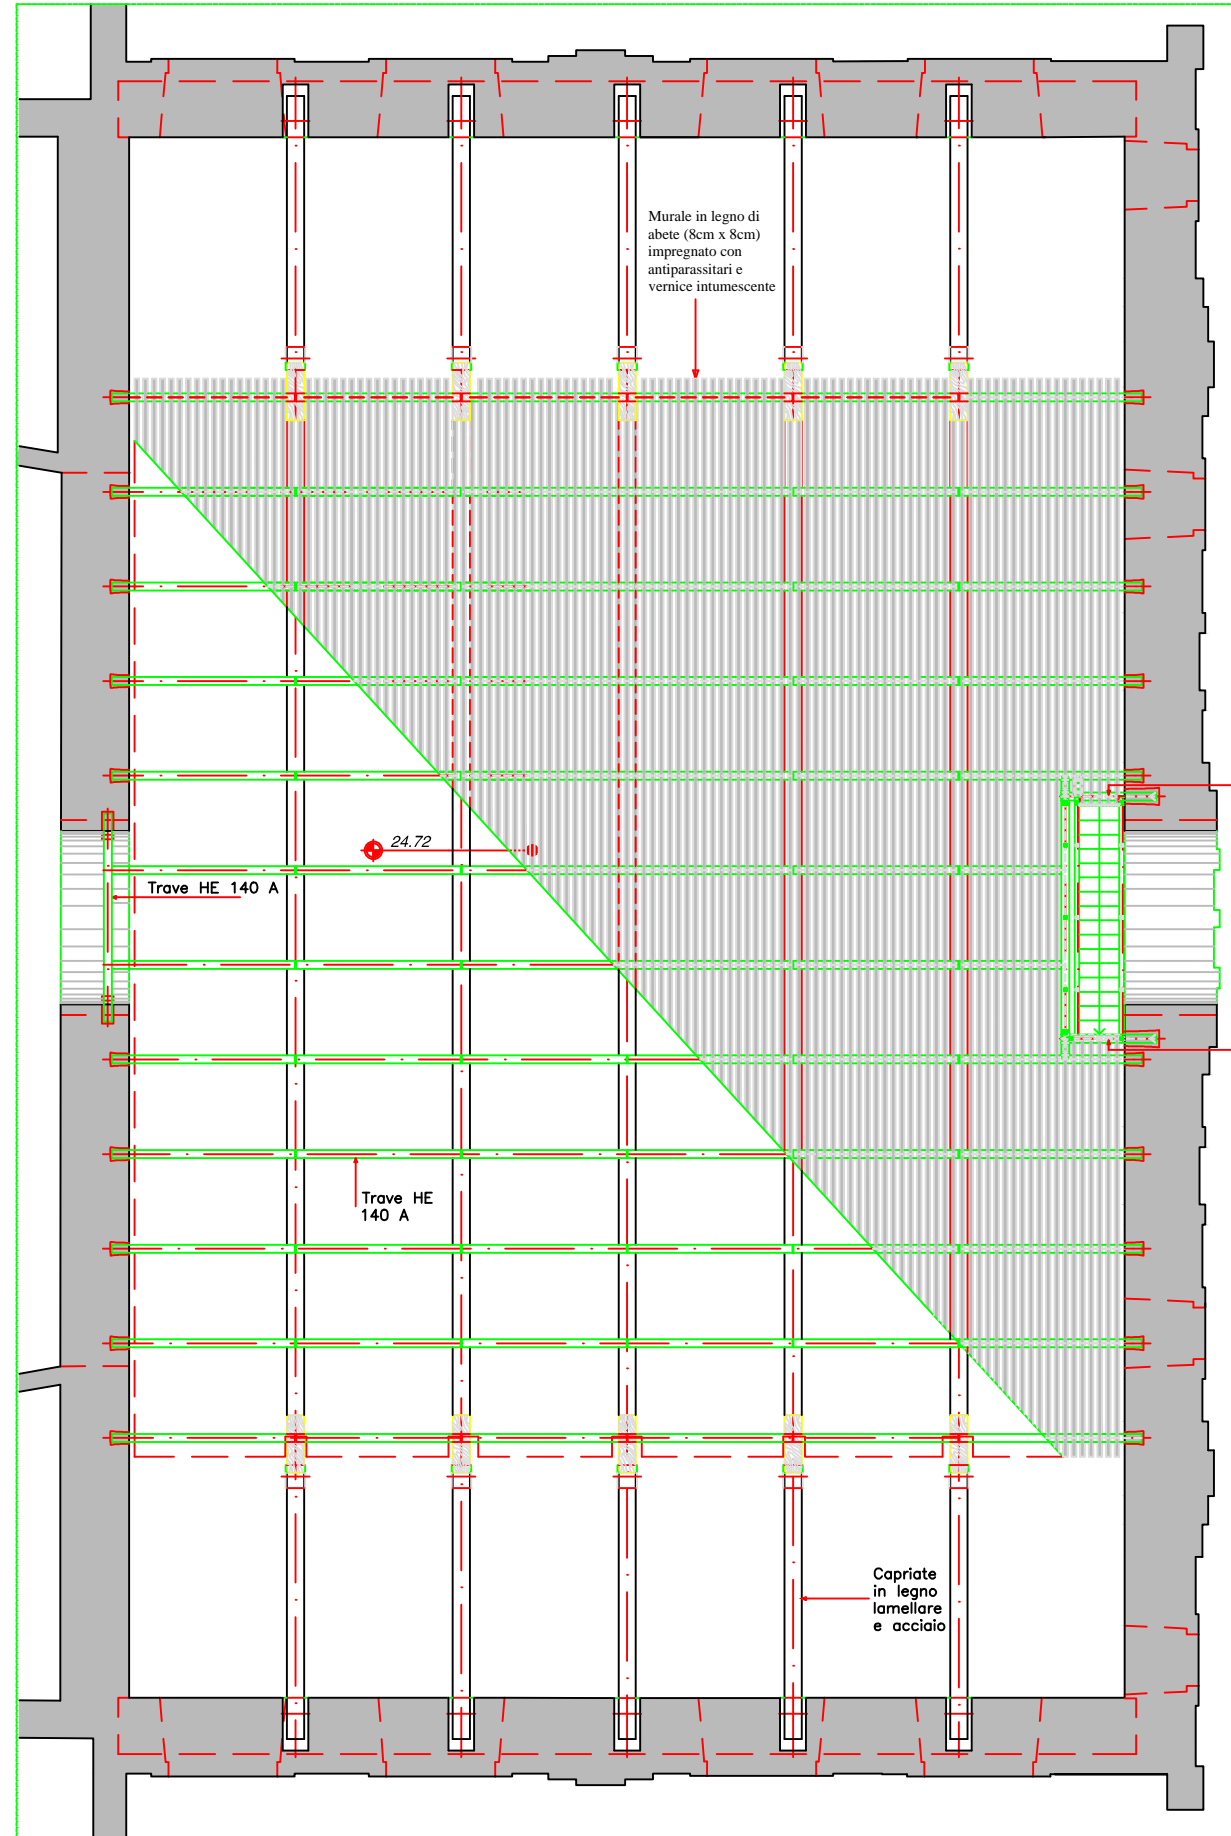 Murale in legno di
abete (8cm x 8cm)
impregnato con
antiparassitari e
vernice intumescente
24.72
Trave HE 140 A
Trave HE
140 A
Capriate
in legno
lamellare
e acciaio